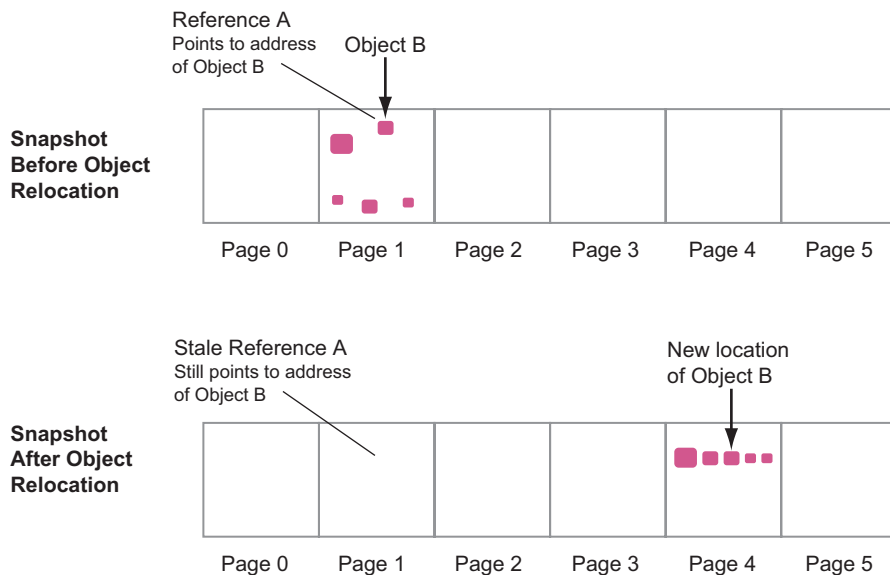 Reference A
Points to address
of Object B
Object B
Snapshot
Before Object
Relocation
Page 0 Page 1 Page 2 Page 3 Page 4 Page 5
Stale Reference A
Still points to address
of Object B
New location
of Object B
Snapshot
After Object
Relocation
Page 0 Page 1 Page 2 Page 3 Page 4 Page 5